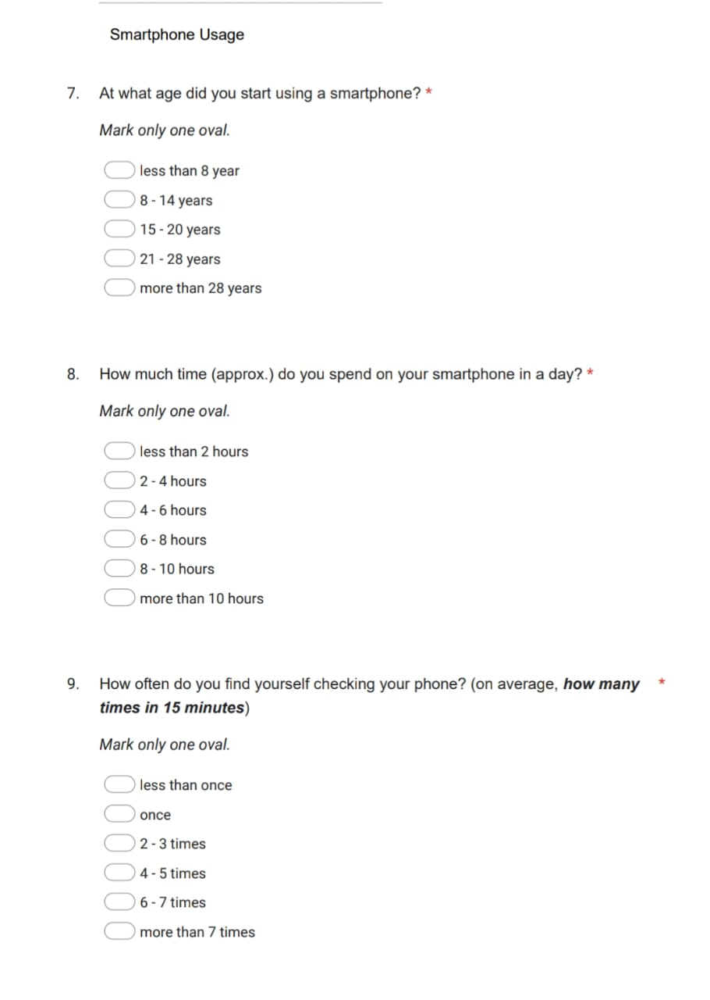 Smartphone Usage
7. At what age did you start using a smartphone? *
Mark only one oval.
less than 8 year
8 - 14 years
15 - 20 years
21 - 28 years
more than 28 years
8. How much time (approx.) do you spend on your smartphone in a day? *
Mark only one oval.
less than 2 hours
2 - 4 hours
4 - 6 hours
6 - 8 hours
8 - 10 hours
more than 10 hours
9. How often do you find yourself checking your phone? (on average, how many *
times in 15 minutes)
Mark only one oval.
less than once
once
2 - 3 times
4 - 5 times
6 - 7 times
more than 7 times